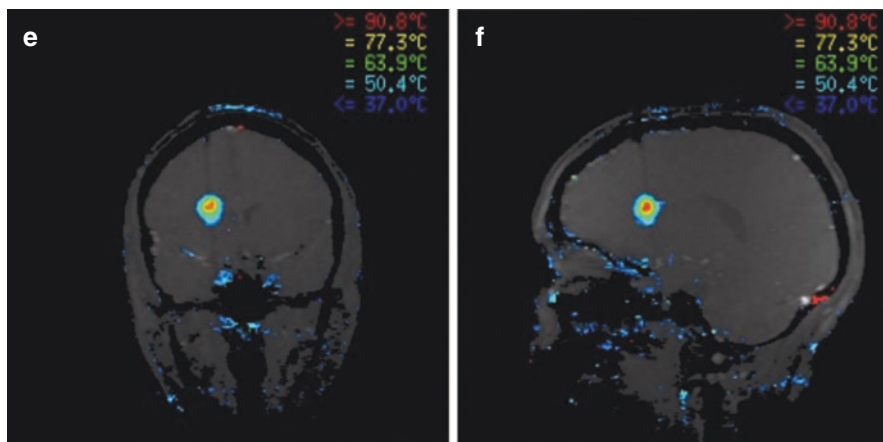 e
>= 90.8°C
= 77.3°C
= 63.9°C
= 50.4°C
<= 37.0°C
f
>= 90.8°C
= 77.3°C
= 63.9°C
= 50.4°C
<= 37.0°C